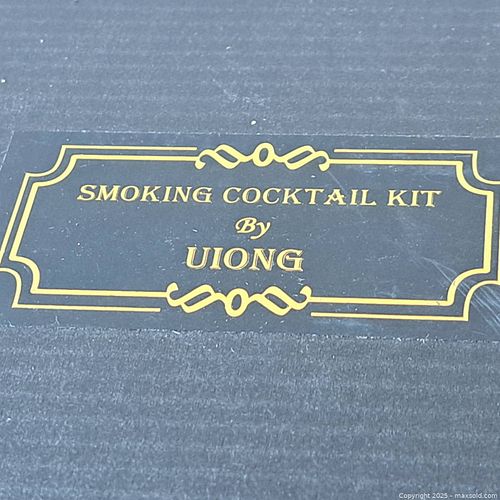 SMOKING COCKTAIL KIT
By
UIONG
Copyright 2025 - maxsold.com